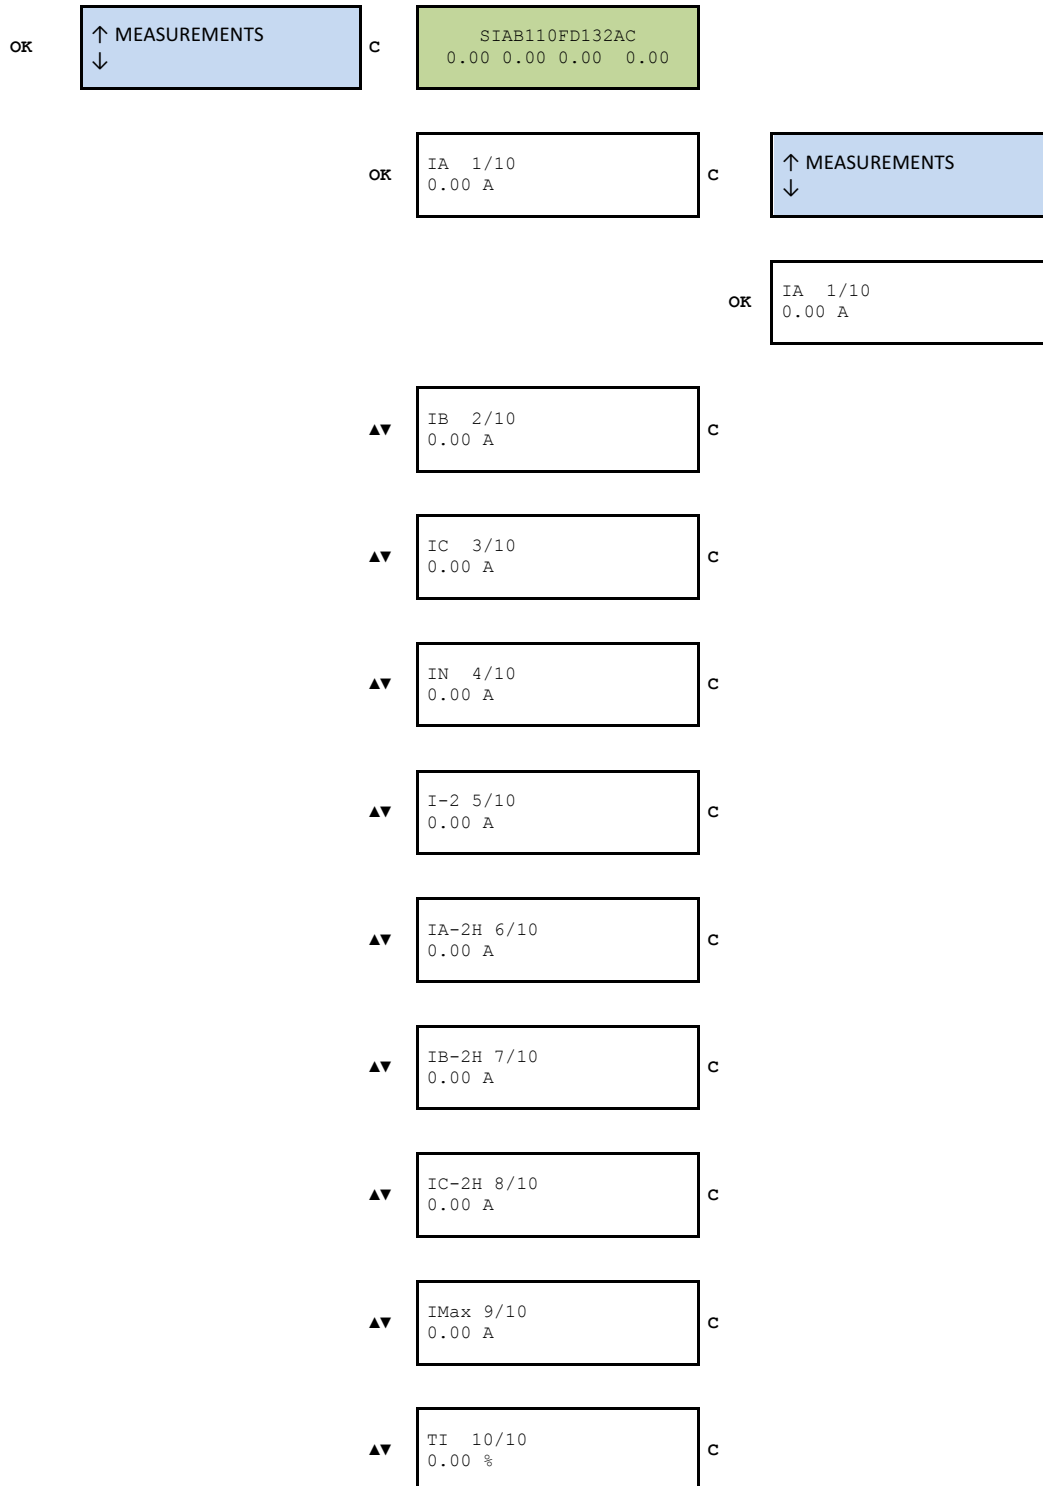 OK
↑ MEASUREMENTS
↓
C
SIAB110FD132AC
0.00 0.00 0.00 0.00
OK
IA 1/10
0.00 A
C
↑ MEASUREMENTS
↓
OK
IA 1/10
0.00 A
▲▼
IB 2/10
0.00 A
C
▲▼
IC 3/10
0.00 A
C
▲▼
IN 4/10
0.00 A
C
▲▼
I-2 5/10
0.00 A
C
▲▼
IA-2H 6/10
0.00 A
C
▲▼
IB-2H 7/10
0.00 A
C
▲▼
IC-2H 8/10
0.00 A
C
▲▼
IMax 9/10
0.00 A
C
▲▼
TI 10/10
0.00 %
C